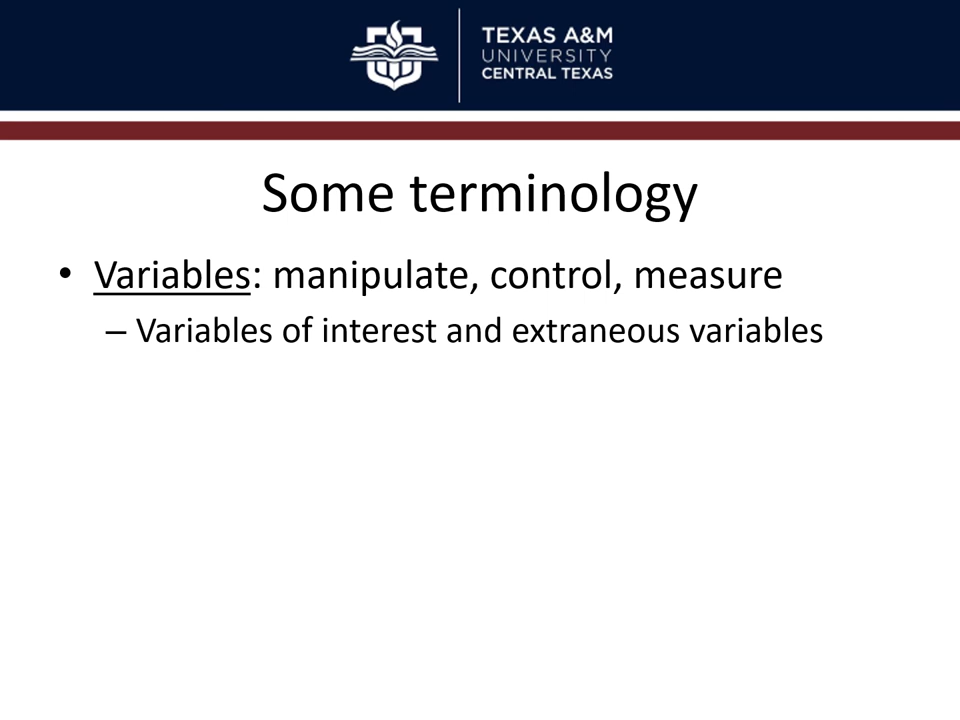 TEXAS A&M
UNIVERSITY
CENTRAL TEXAS
Some terminology
• Variables: manipulate, control, measure
– Variables of interest and extraneous variables